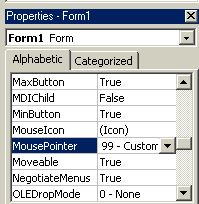 Properties - Form1
Form1 Form
Alphabetic Categorized
MaxButton True
MDIChild False
MinButton True
MouseIcon (Icon)
MousePointer 99 - Custom
Moveable True
NegotiateMenus True
OLEDropMode 0 - None